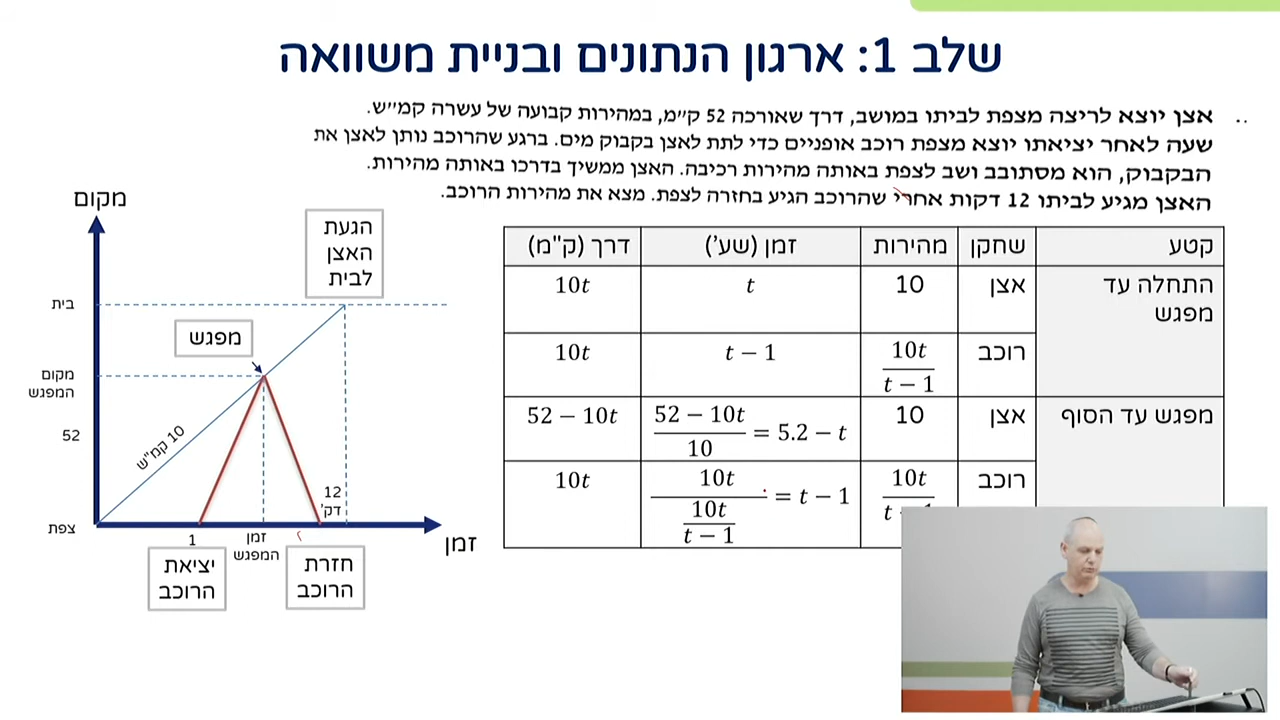 שלב 1: ארגון הנתונים ובניית משוואה
אצן יוצא לריצה מצפת לביתו במושב, דרך שאורכה 52 ק״מ, במהירות קבועה של עשרה קמ״ש.
שעה לאחר יציאתו יוצא מצפת רוכב אופניים כדי לתת לאצן בקבוק מים. ברגע שהרוכב נותן לאצן את
הבקבוק, הוא מסתובב ושב לצפת באותה מהירות רכיבה. האצן ממשיך בדרכו באותה מהירות.
האצן מגיע לביתו 12 דקות אחרי שהרוכב הגיע בחזרה לצפת. מצא את מהירות הרוכב.
קטע שחקן מהירות זמן (שע') דרך (ק"מ)
התחלה עד מפגש אצן 10 t 10t
רוכב 10t/(t − 1) t − 1 10t
מפגש עד הסוף אצן 10 (52 − 10t)/10 = 5.2 − t 52 − 10t
רוכב 10t/(10t/(t − 1)) = t − 1 10t
מקום
הגעת
האצן
לבית
בית
מפגש
מקום
המפגש
52
10 קמ"ש
12
דק'
צפת
1
זמן
המפגש
זמן
יציאת
הרוכב
חזרת
הרוכב